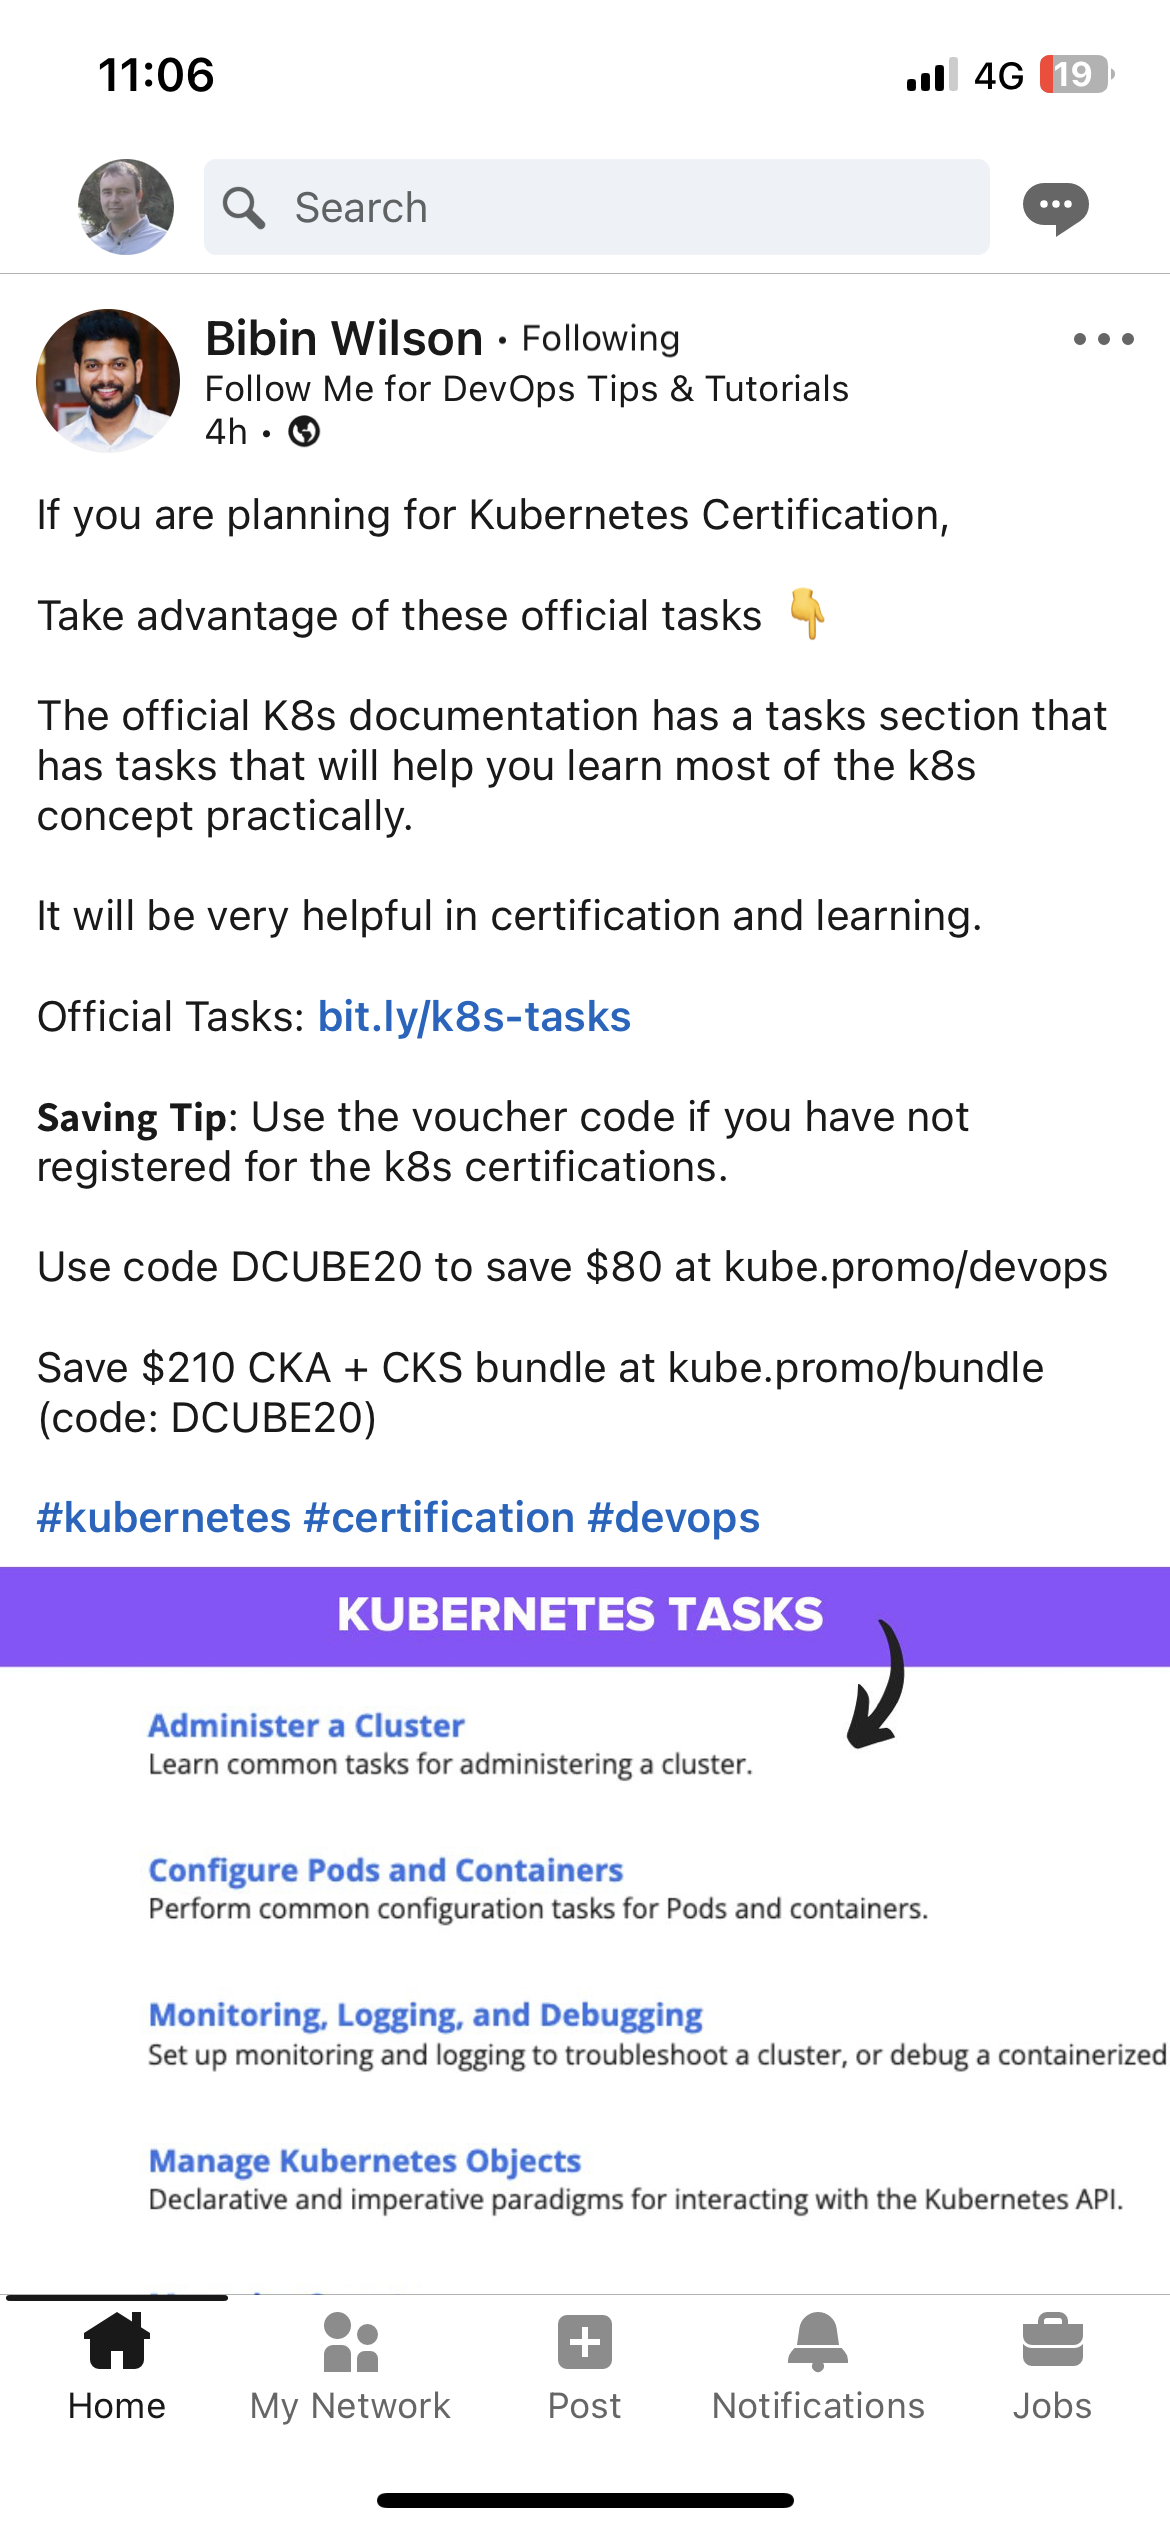 11:06
4G 19
Search
Bibin Wilson • Following
Follow Me for DevOps Tips & Tutorials
4h •
If you are planning for Kubernetes Certification,
Take advantage of these official tasks 👇
The official K8s documentation has a tasks section that
has tasks that will help you learn most of the k8s
concept practically.
It will be very helpful in certification and learning.
Official Tasks: bit.ly/k8s-tasks
Saving Tip: Use the voucher code if you have not
registered for the k8s certifications.
Use code DCUBE20 to save $80 at kube.promo/devops
Save $210 CKA + CKS bundle at kube.promo/bundle
(code: DCUBE20)
#kubernetes #certification #devops
KUBERNETES TASKS
Administer a Cluster
Learn common tasks for administering a cluster.
Configure Pods and Containers
Perform common configuration tasks for Pods and containers.
Monitoring, Logging, and Debugging
Set up monitoring and logging to troubleshoot a cluster, or debug a containerized
Manage Kubernetes Objects
Declarative and imperative paradigms for interacting with the Kubernetes API.
Home
My Network
Post
Notifications
Jobs